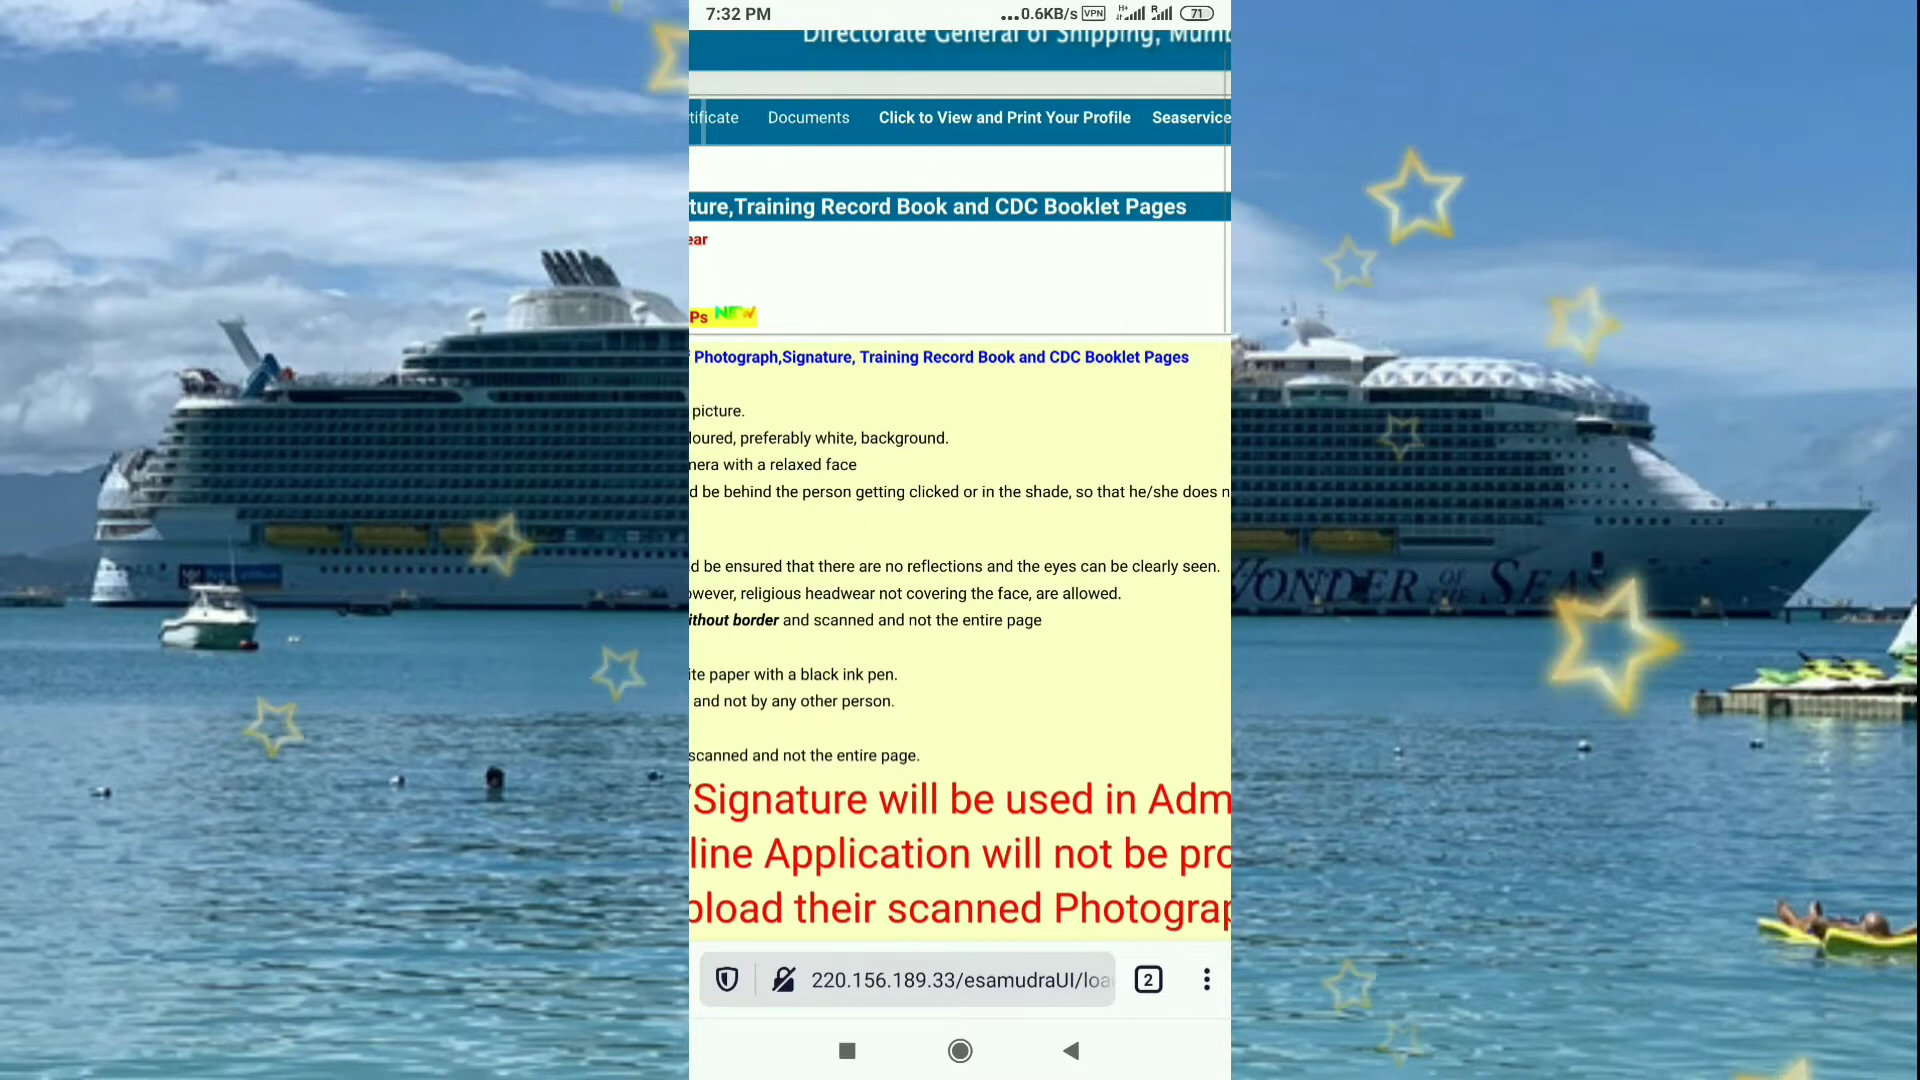 7:32 PM
...0.6KB/s VPN H+ R 71
Directorate General of Shipping, Mumb
tificate Documents Click to View and Print Your Profile Seaservice
ture,Training Record Book and CDC Booklet Pages
ear
Ps NEW
Photograph,Signature, Training Record Book and CDC Booklet Pages
picture.
loured, preferably white, background.
mera with a relaxed face
d be behind the person getting clicked or in the shade, so that he/she does n
d be ensured that there are no reflections and the eyes can be clearly seen.
owever, religious headwear not covering the face, are allowed.
ithout border and scanned and not the entire page
ite paper with a black ink pen.
and not by any other person.
scanned and not the entire page.
/Signature will be used in Adm
line Application will not be pro
pload their scanned Photograp
220.156.189.33/esamudraUI/loa
2
WONDER OF THE SEAS